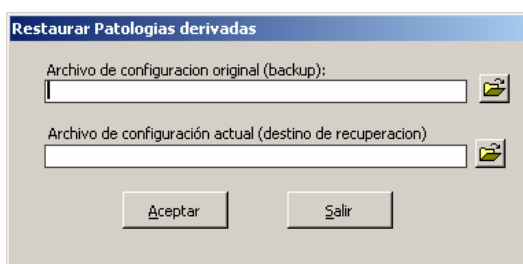 Restaurar Patologias derivadas
Archivo de configuracion original (backup):
Archivo de configuración actual (destino de recuperacion)
Aceptar
Salir